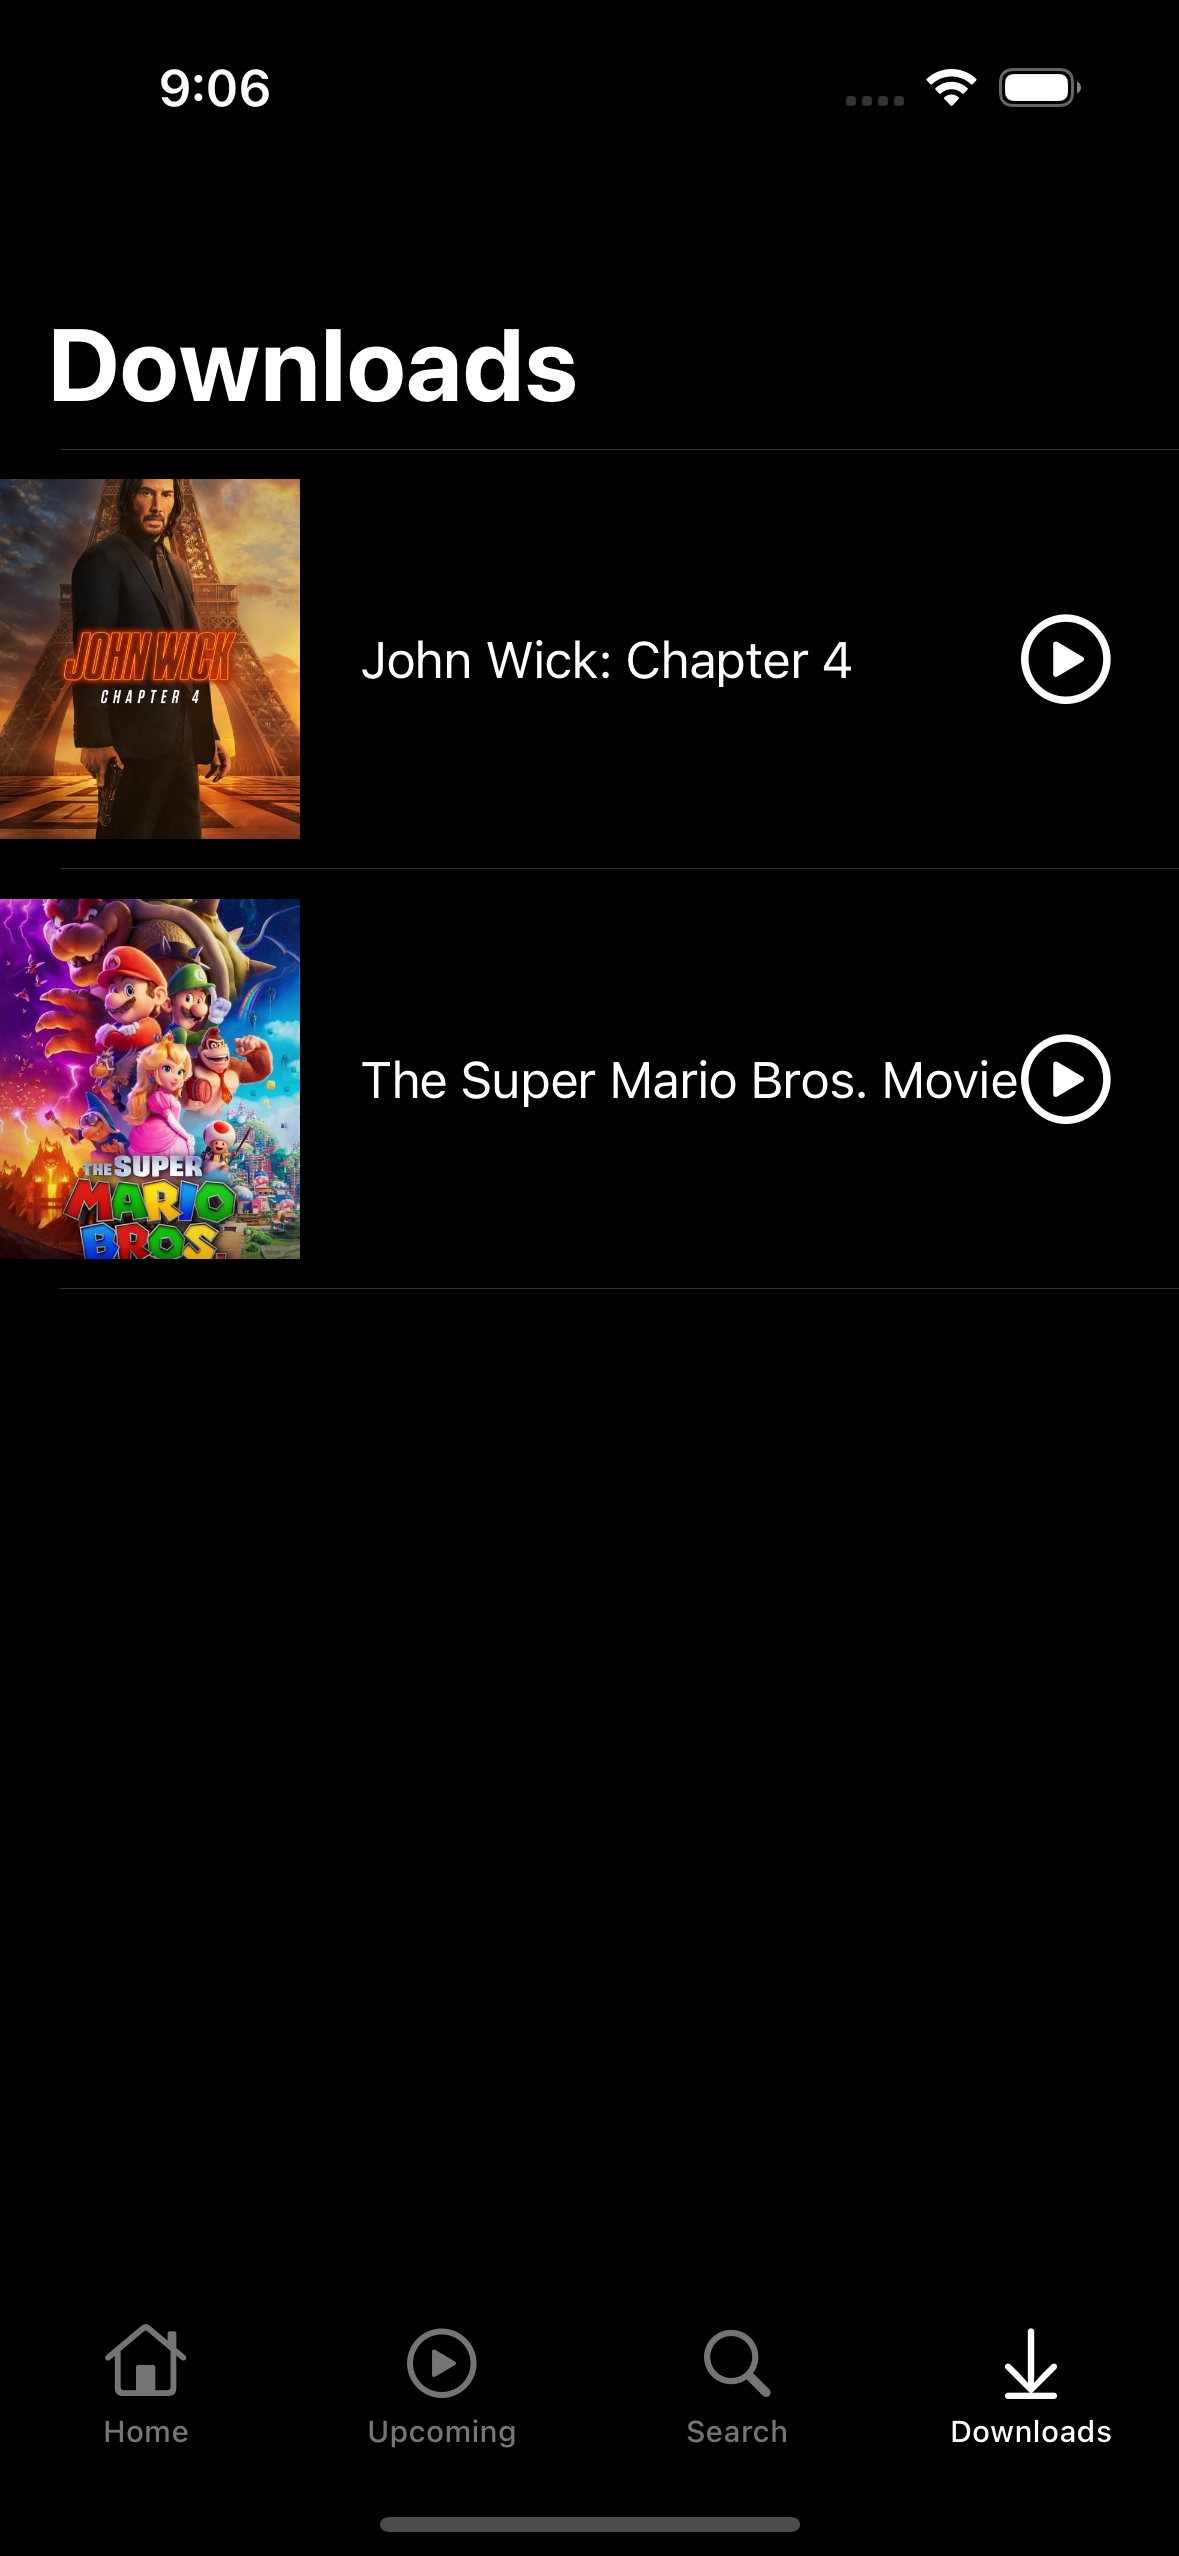 9:06
Downloads
JOHN WICK
CHAPTER 4
John Wick: Chapter 4
THE SUPER
MARIO
BROS.
The Super Mario Bros. Movie
Home
Upcoming
Search
Downloads